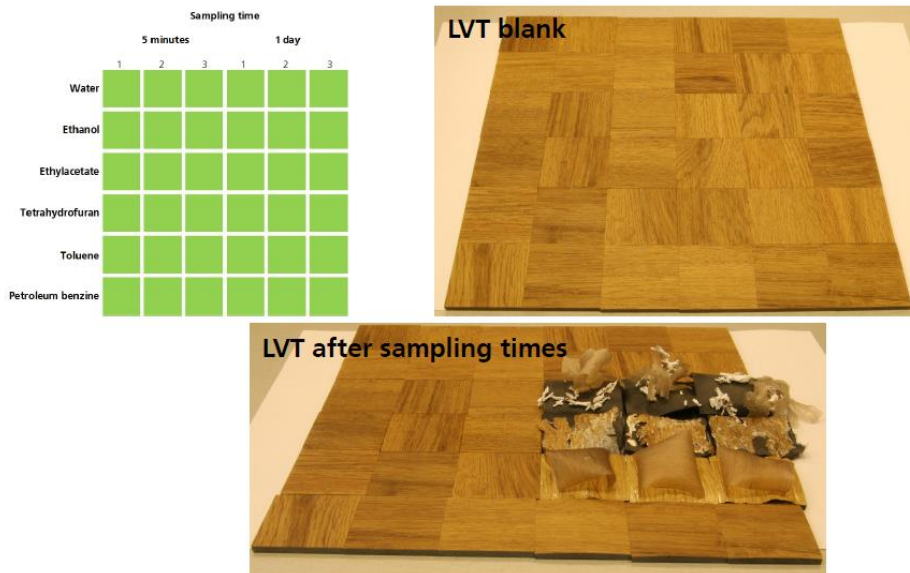 Sampling time
5 minutes 1 day
1 2 3 1 2 3
Water
Ethanol
Ethylacetate
Tetrahydrofuran
Toluene
Petroleum benzine
LVT blank
LVT after sampling times